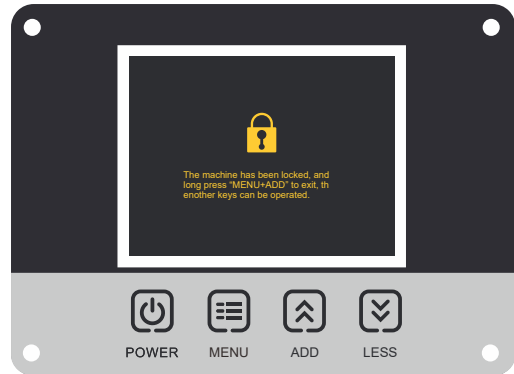 The machine has been locked, and
long press “MENU+ADD” to exit, th
enother keys can be operated.
POWER MENU ADD LESS